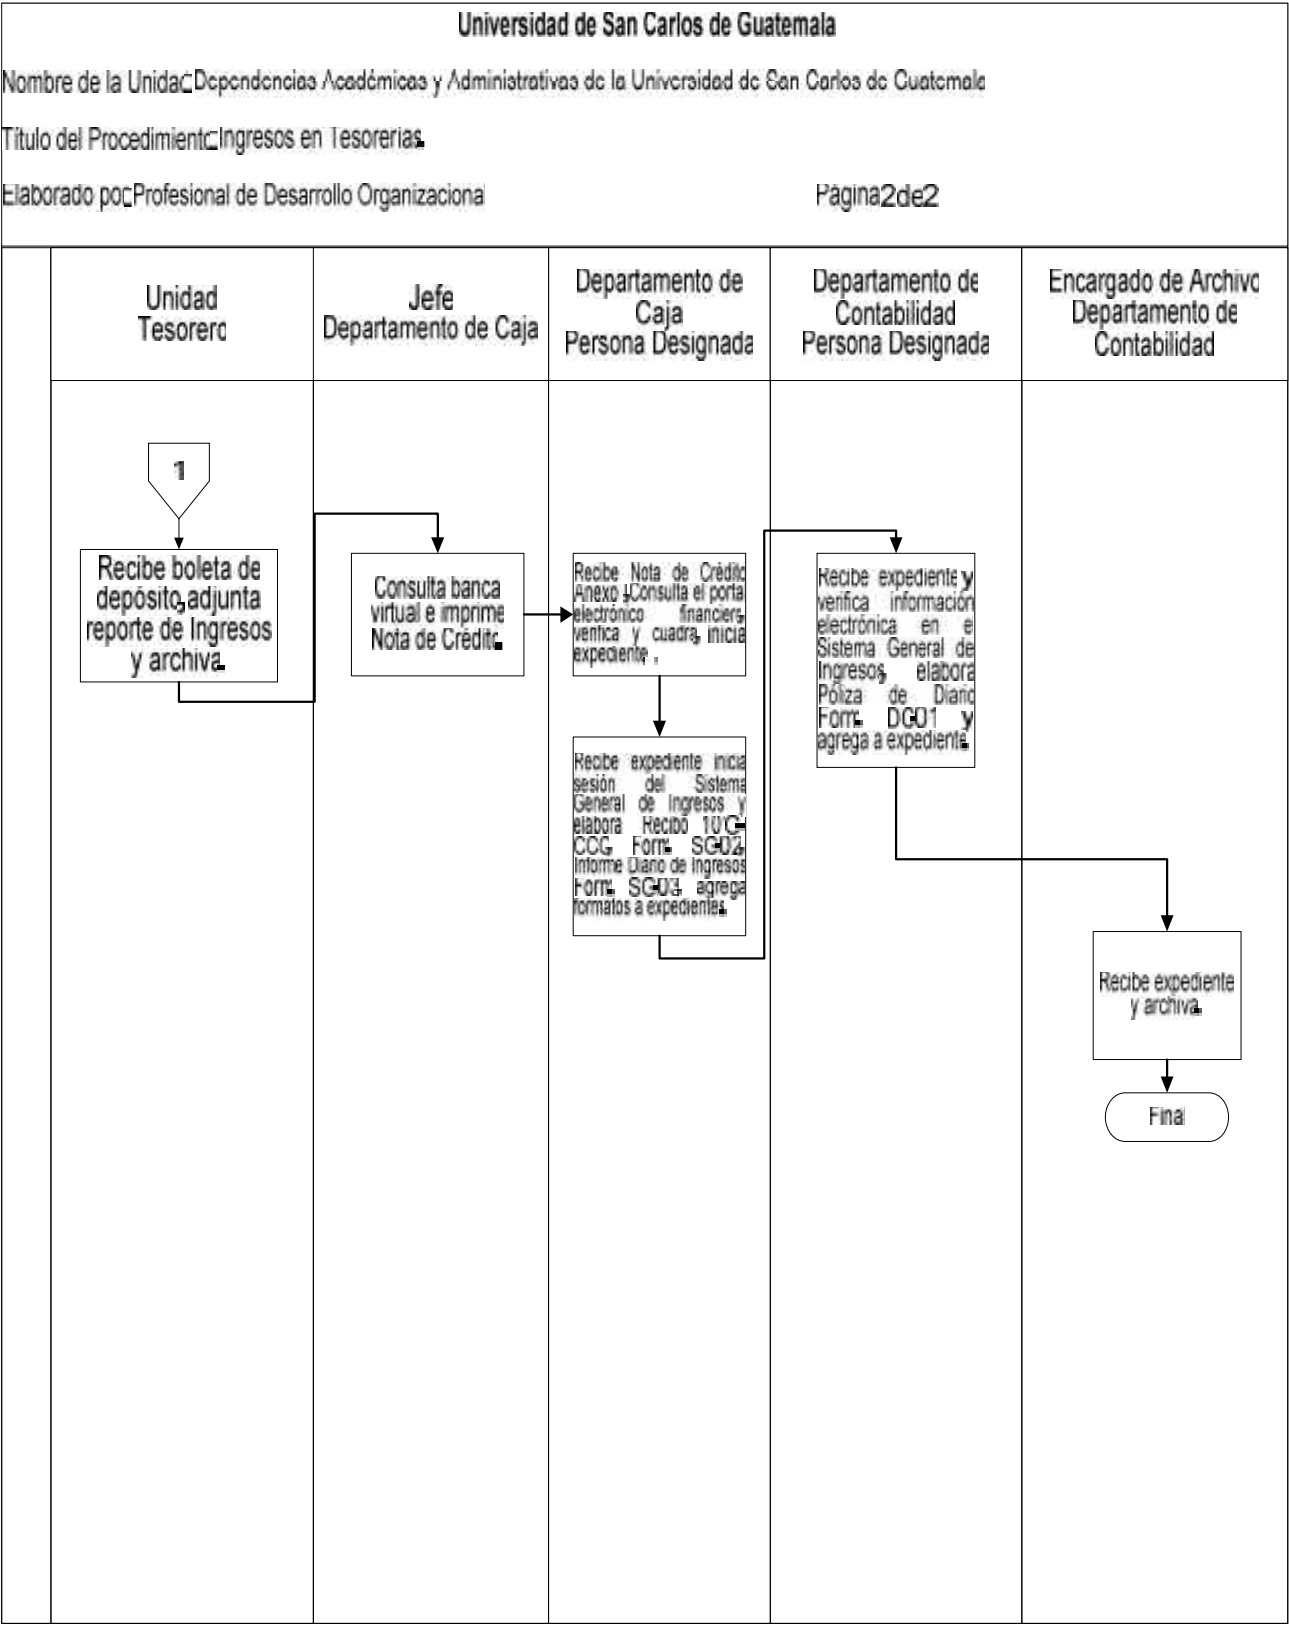 Universidad de San Carlos de Guatemala
Nombre de la Unidad: Dependencias Académicas y Administrativas de la Universidad de San Carlos de Guatemala
Título del Procedimiento: Ingresos en Tesorerías.
Elaborado por: Profesional de Desarrollo Organizacional
Página 2 de 2
Unidad
Tesorero
Jefe
Departamento de Caja
Departamento de
Caja
Persona Designada
Departamento de
Contabilidad
Persona Designada
Encargado de Archivo
Departamento de
Contabilidad
1
Recibe boleta de
depósito, adjunta
reporte de Ingresos
y archiva.
Consulta banca
virtual e imprime
Nota de Crédito.
Recibe Nota de Crédito
Anexo Consulta el portal
electrónico financiero,
verifica y cuadra, inicia
expediente .
Recibe expediente inicia
sesión del Sistema
General de Ingresos y
elabora Recibo
Form.
Informe Diario de Ingresos
Form. agrega
formatos a expedientes.
Recibe expediente y
verifica información
electrónica en el
Sistema General de
Ingresos, elabora
Póliza de Diario
Form. y
agrega a expediente.
Recibe expediente
y archiva.
Final